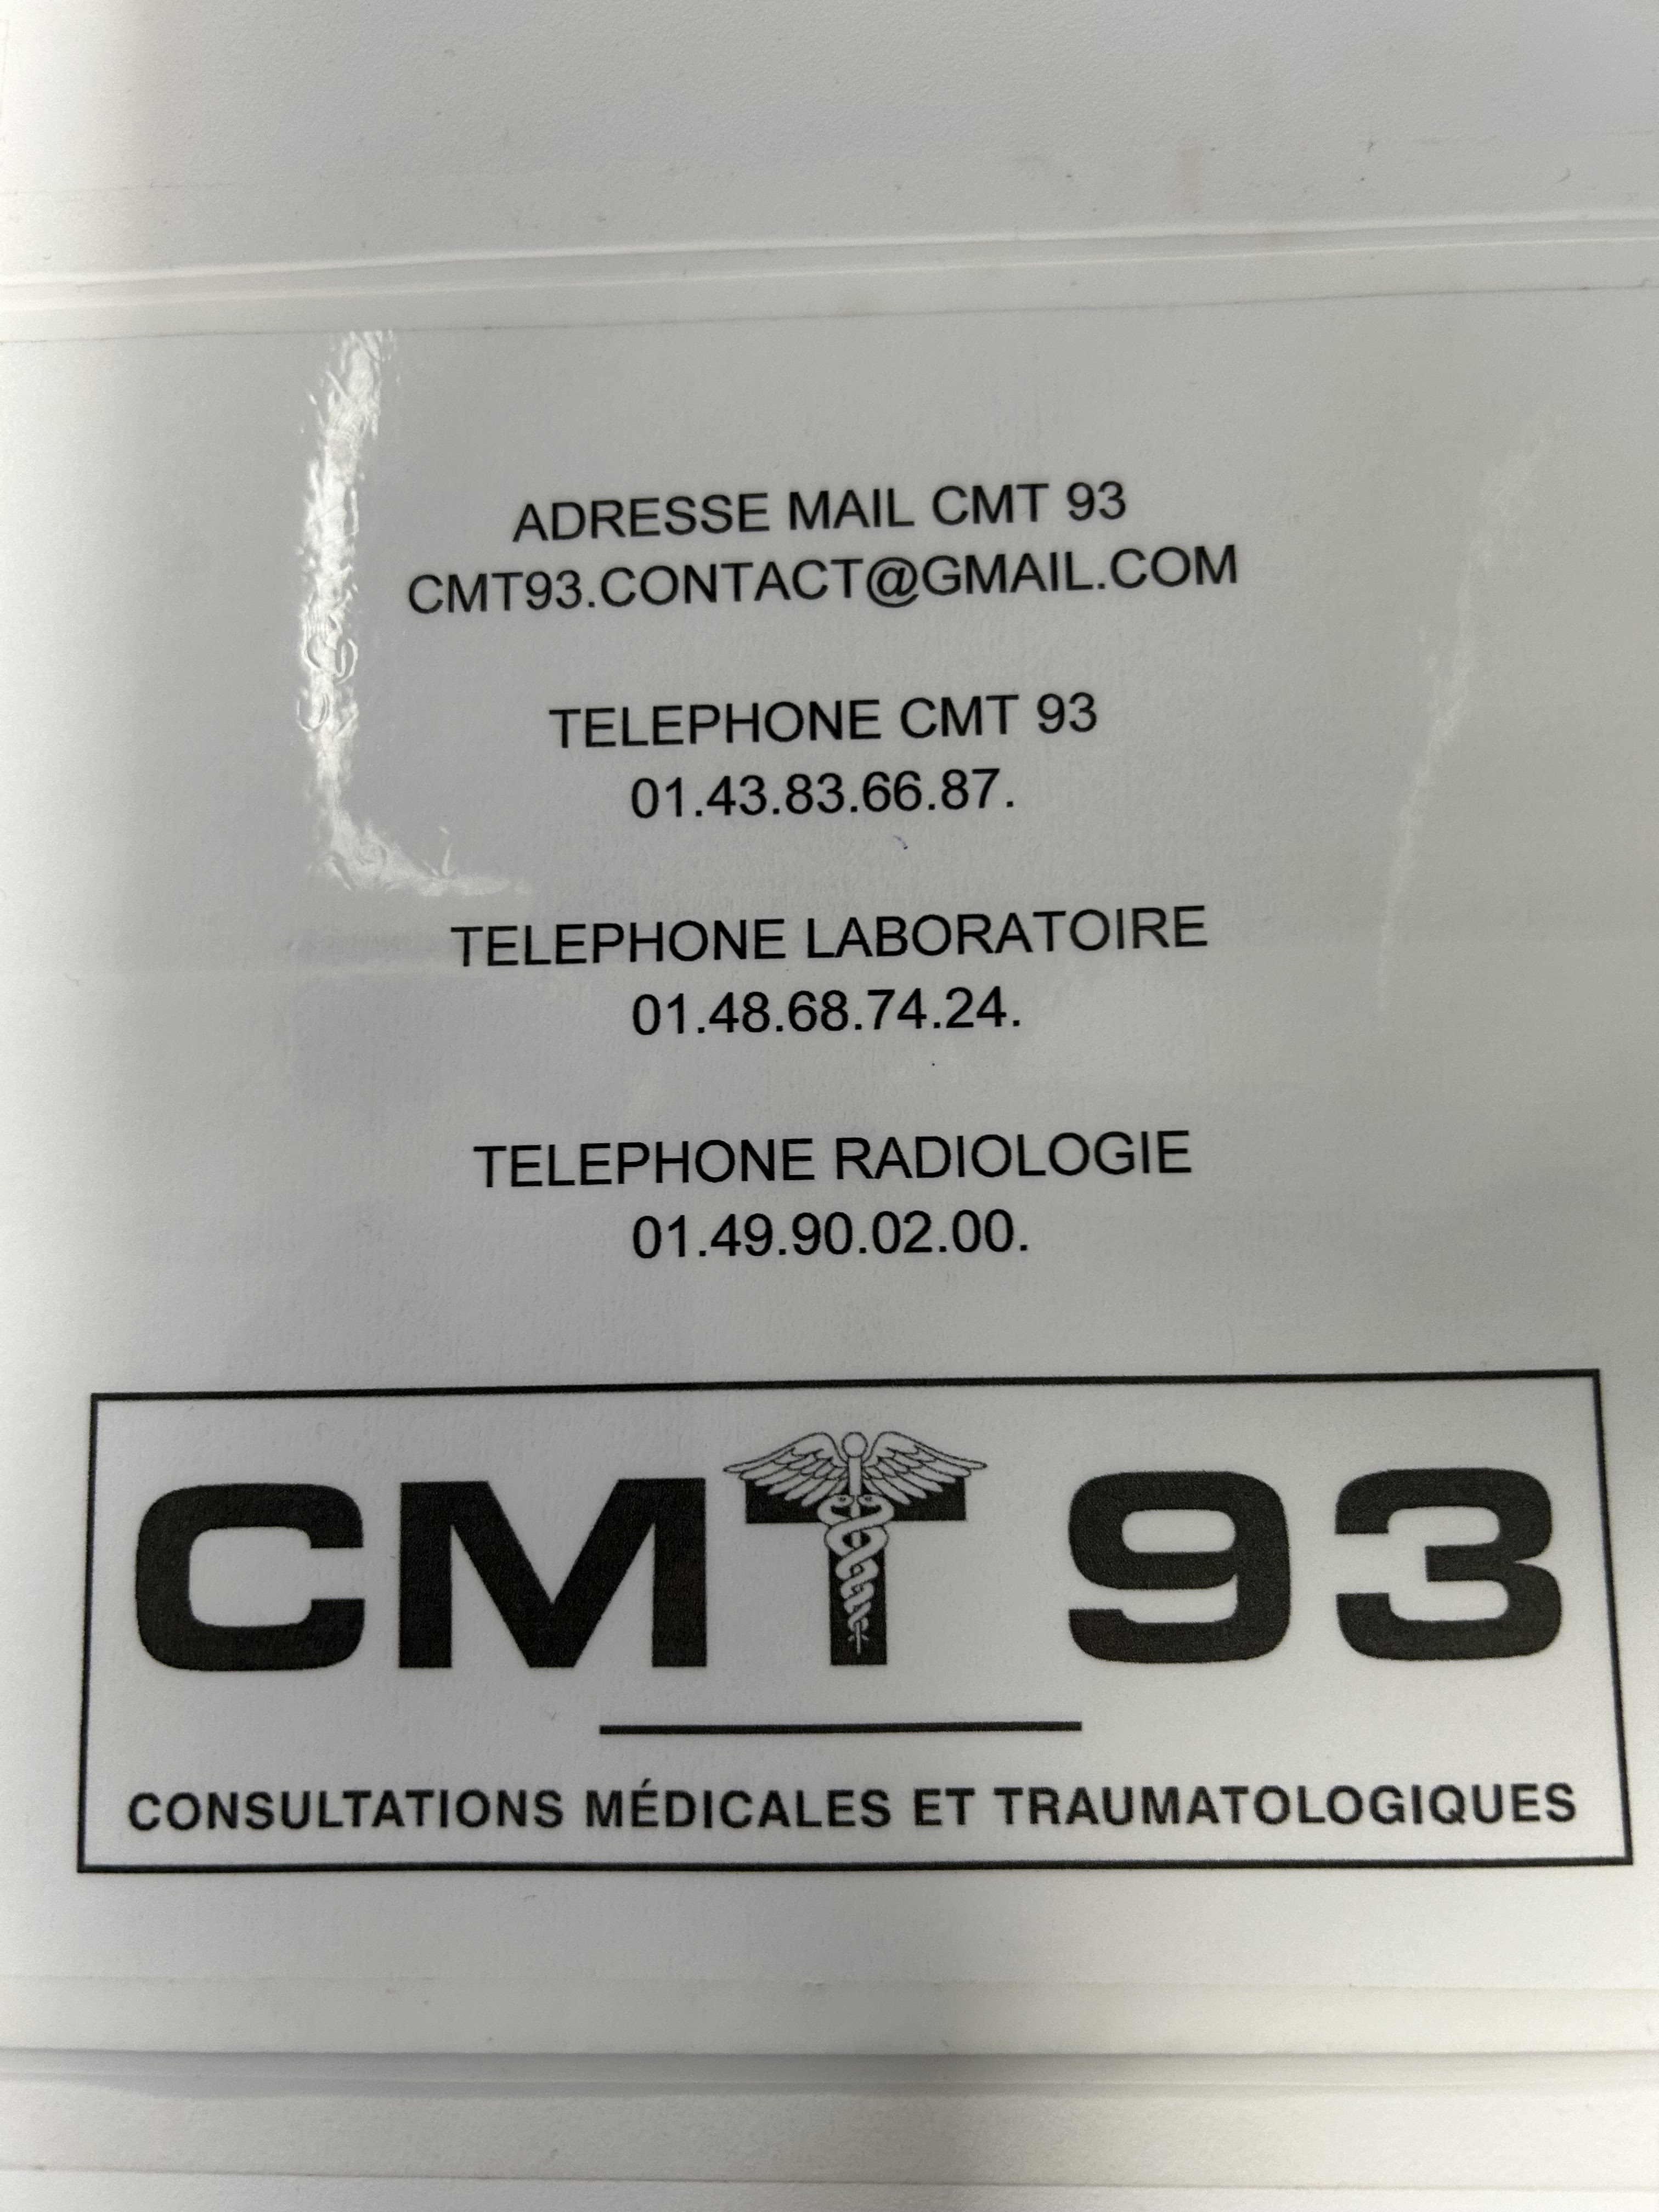 ADRESSE MAIL CMT 93
CMT93.CONTACT@GMAIL.COM
TELEPHONE CMT 93
01.43.83.66.87.
TELEPHONE LABORATOIRE
01.48.68.74.24.
TELEPHONE RADIOLOGIE
01.49.90.02.00.
CMT 93
CONSULTATIONS MÉDICALES ET TRAUMATOLOGIQUES